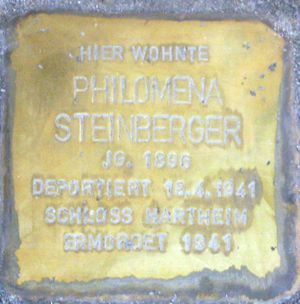 HIER WOHNTE
PHILOMENA
STEINBERGER
JG. 1896
DEPORTIERT 18.4.1941
SCHLOSS HARTHEIM
ERMORDET 1941